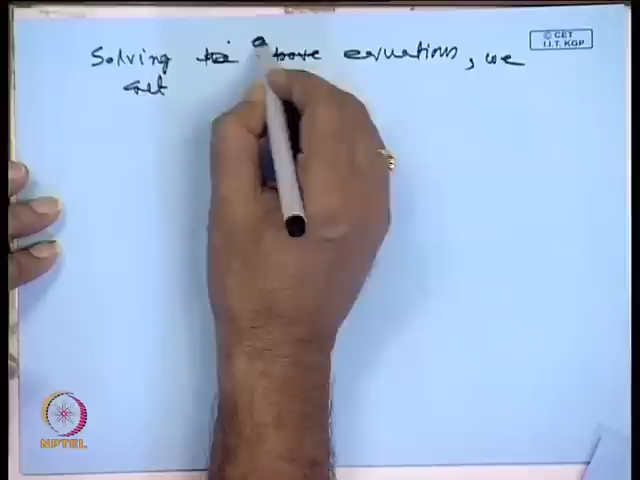 Solving the above equations, we
get
© CET
I.I.T. KGP
NPTEL